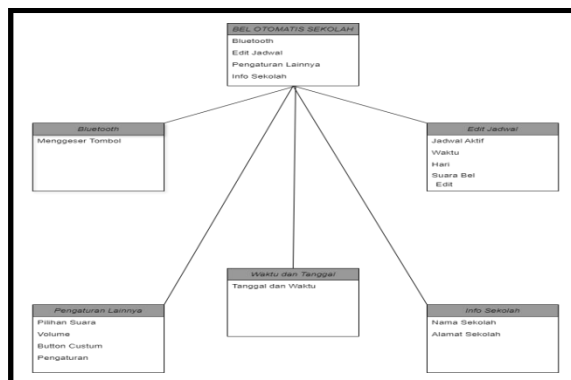 BEL OTOMATIS SEKOLAH
Bluetooth
Edit Jadwal
Pengaturan Lainnya
Info Sekolah
Bluetooth
Menggeser Tombol
Edit Jadwal
Jadwal Aktif
Waktu
Hari
Suara Bel
Edit
Waktu dan Tanggal
Tanggal dan Waktu
Pengaturan Lainnya
Pilihan Suara
Volume
Button Custum
Pengaturan
Info Sekolah
Nama Sekolah
Alamat Sekolah